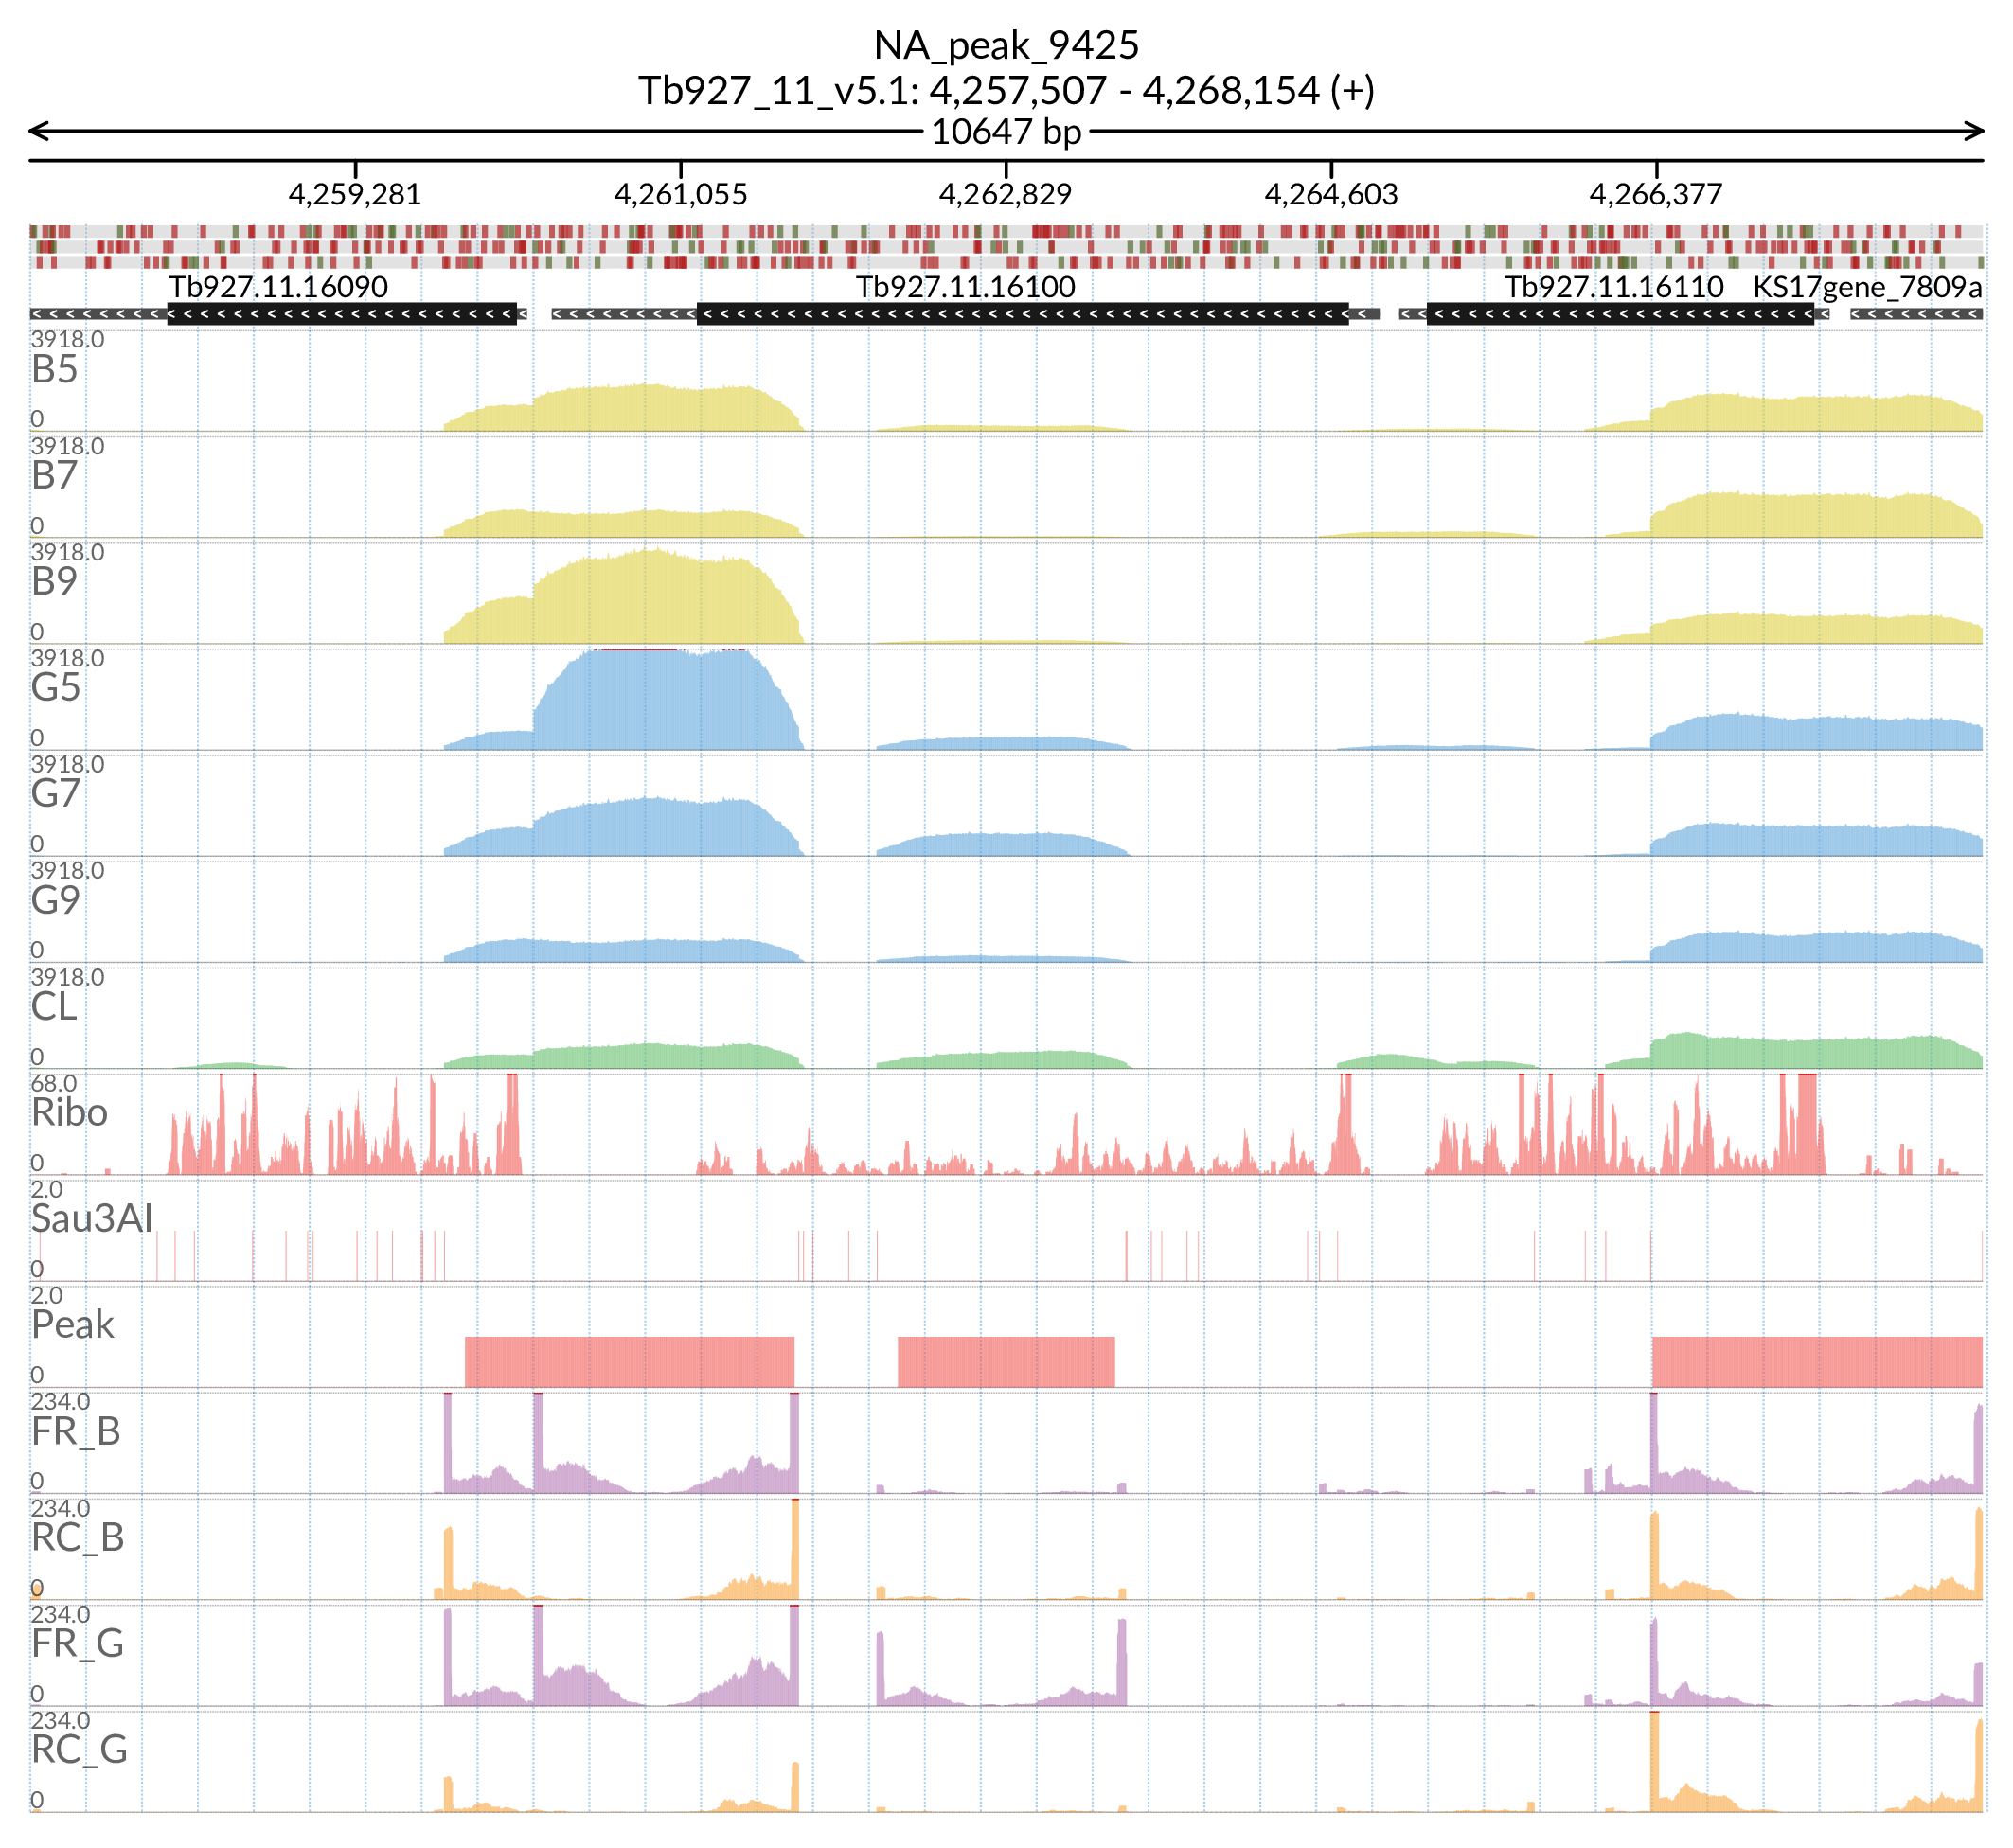 NA_peak_9425
Tb927_11_v5.1: 4,257,507 - 4,268,154 (+)
10647 bp
4,259,281 4,261,055 4,262,829 4,264,603 4,266,377
Tb927.11.16090 Tb927.11.16100 Tb927.11.16110 KS17gene_7809a
3918.0
B5
0
3918.0
B7
0
3918.0
B9
0
3918.0
G5
0
3918.0
G7
0
3918.0
G9
0
3918.0
CL
0
68.0
Ribo
0
2.0
Sau3AI
0
2.0
Peak
0
234.0
FR_B
0
234.0
RC_B
0
234.0
FR_G
0
234.0
RC_G
0